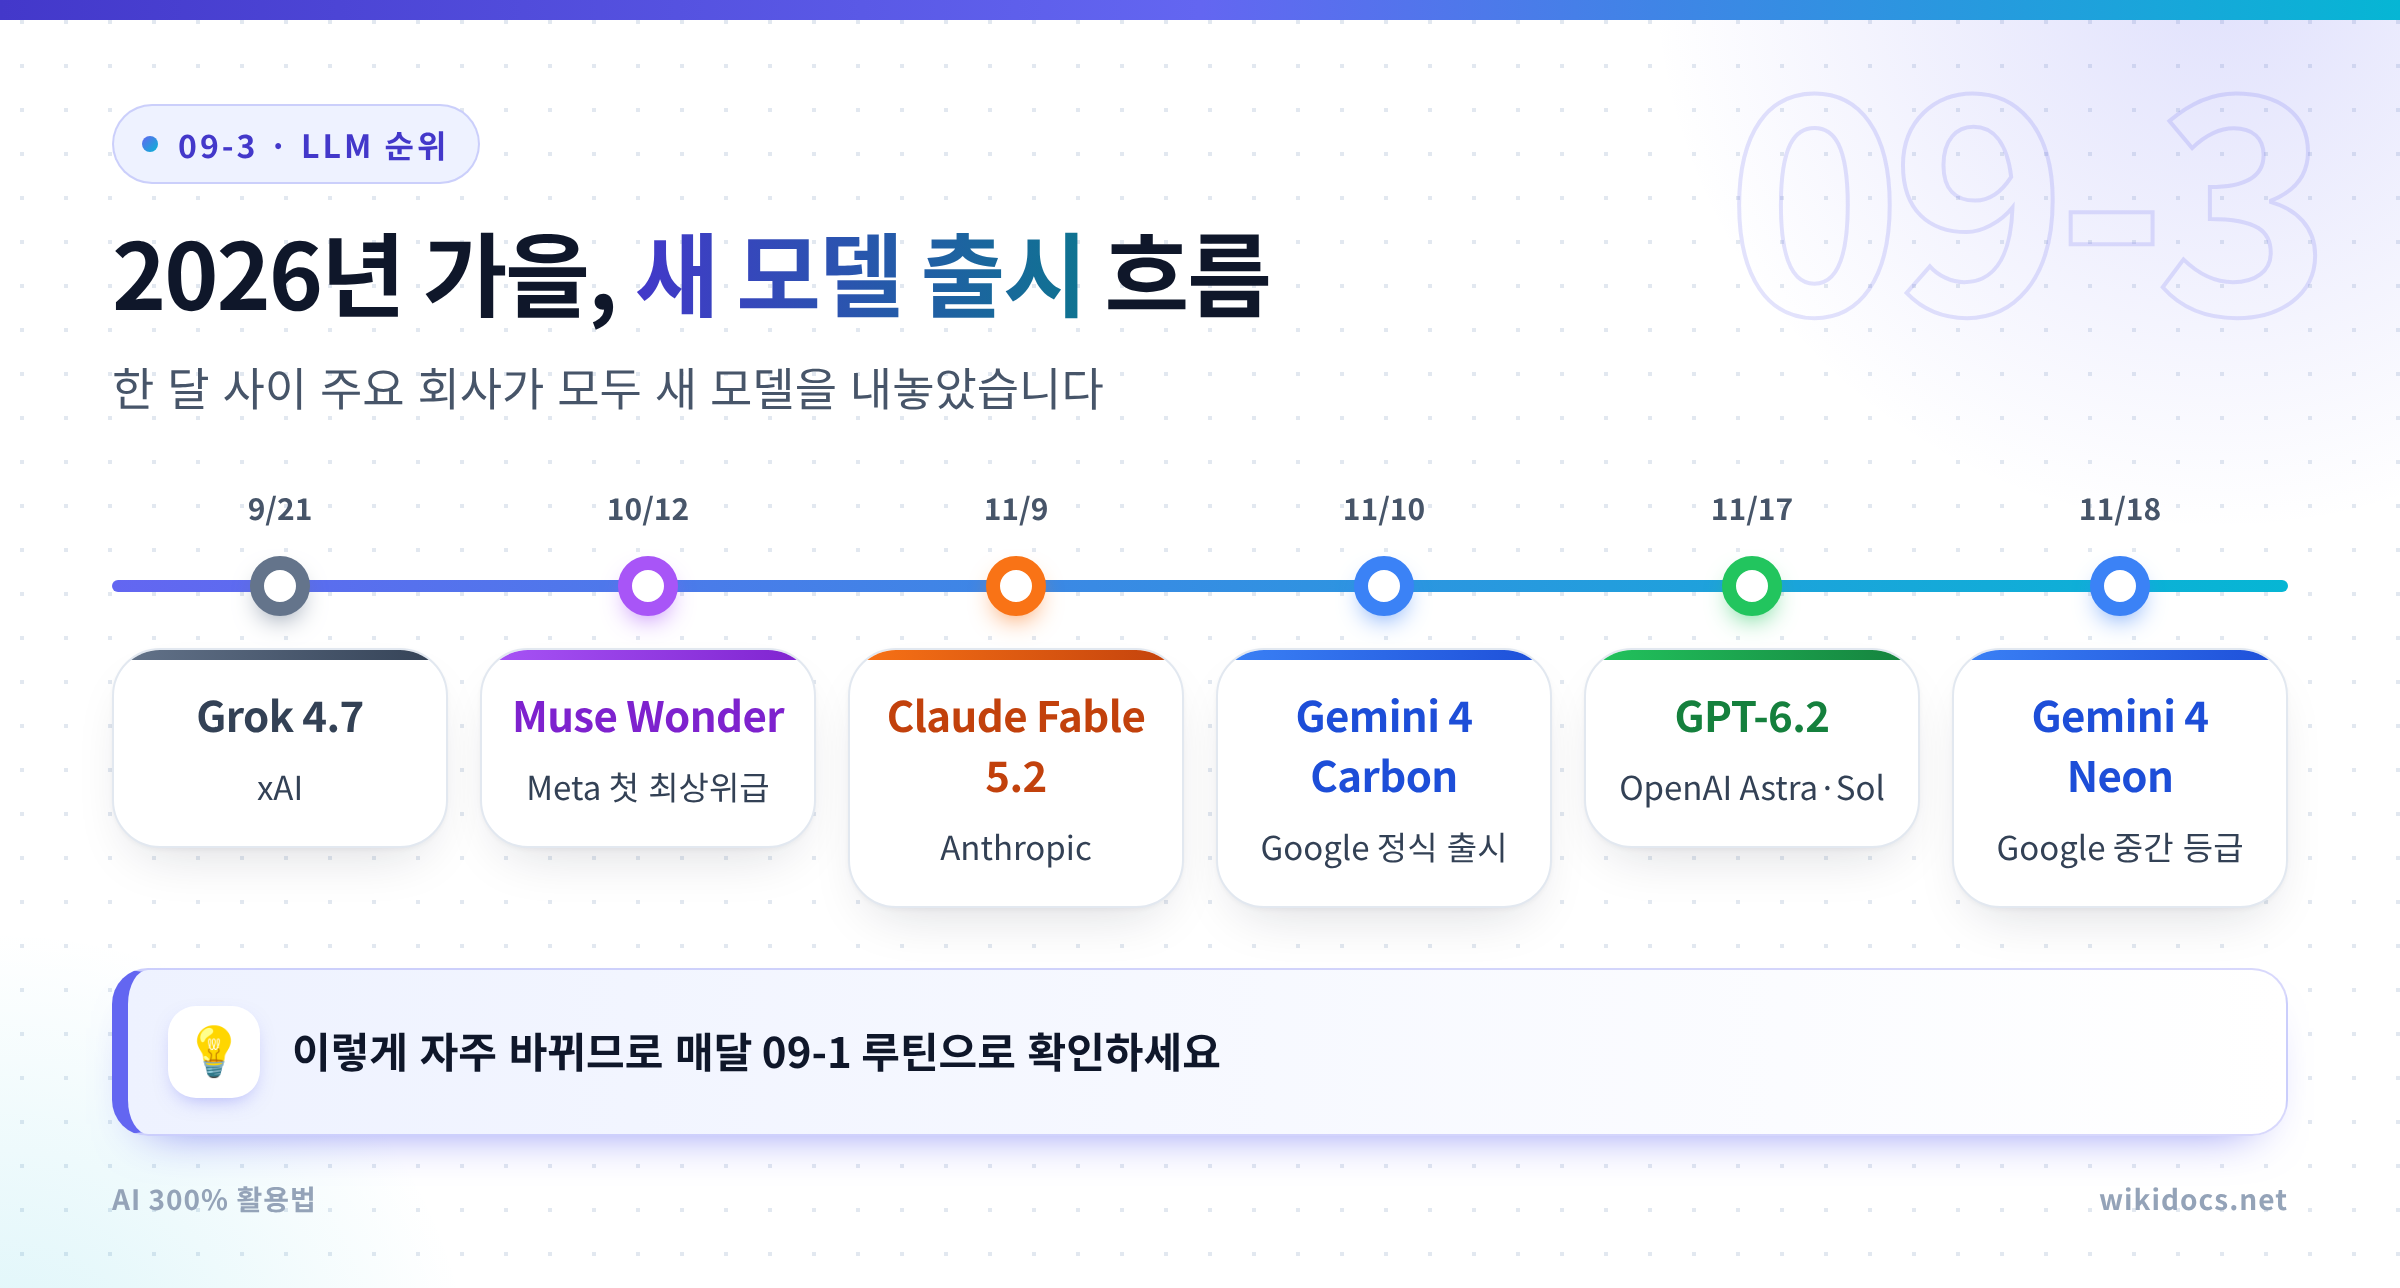 09-3 · LLM 순위
09-3
2026년 가을, 새 모델 출시 흐름
한 달 사이 주요 회사가 모두 새 모델을 내놓았습니다
9/21
10/12
11/9
11/10
11/17
11/18
Grok 4.7
xAI
Muse Wonder
Meta 첫 최상위급
Claude Fable
5.2
Anthropic
Gemini 4
Carbon
Google 정식 출시
GPT-6.2
OpenAI Astra·Sol
Gemini 4
Neon
Google 중간 등급
이렇게 자주 바뀌므로 매달 09-1 루틴으로 확인하세요
AI 300% 활용법
wikidocs.net